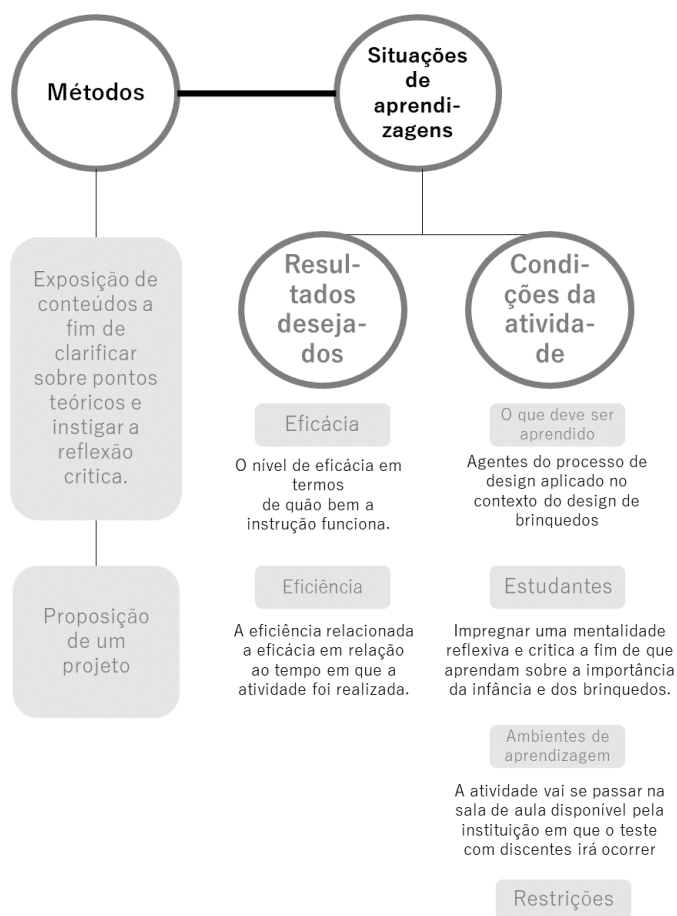 Métodos
Situações
de
aprendi-
zagens
Exposição de
conteúdos a
fim de
clarificar
sobre pontos
teóricos e
instigar a
reflexão
critica.
Proposição
de um
projeto
Resul-
tados
deseja-
dos
Eficácia
O nível de eficácia em
termos
de quão bem a
instrução funciona.
Eficiência
A eficiência relacionada
a eficácia em relação
ao tempo em que a
atividade foi realizada.
Condi-
ções da
ativida-
de
O que deve ser
aprendido
Agentes do processo de
design aplicado no
contexto do design de
brinquedos
Estudantes
Impregnar uma mentalidade
reflexiva e critica a fim de que
aprendam sobre a importância
da infância e dos brinquedos.
Ambientes de
aprendizagem
A atividade vai se passar na
sala de aula disponível pela
instituição em que o teste
com discentes irá ocorrer
Restrições